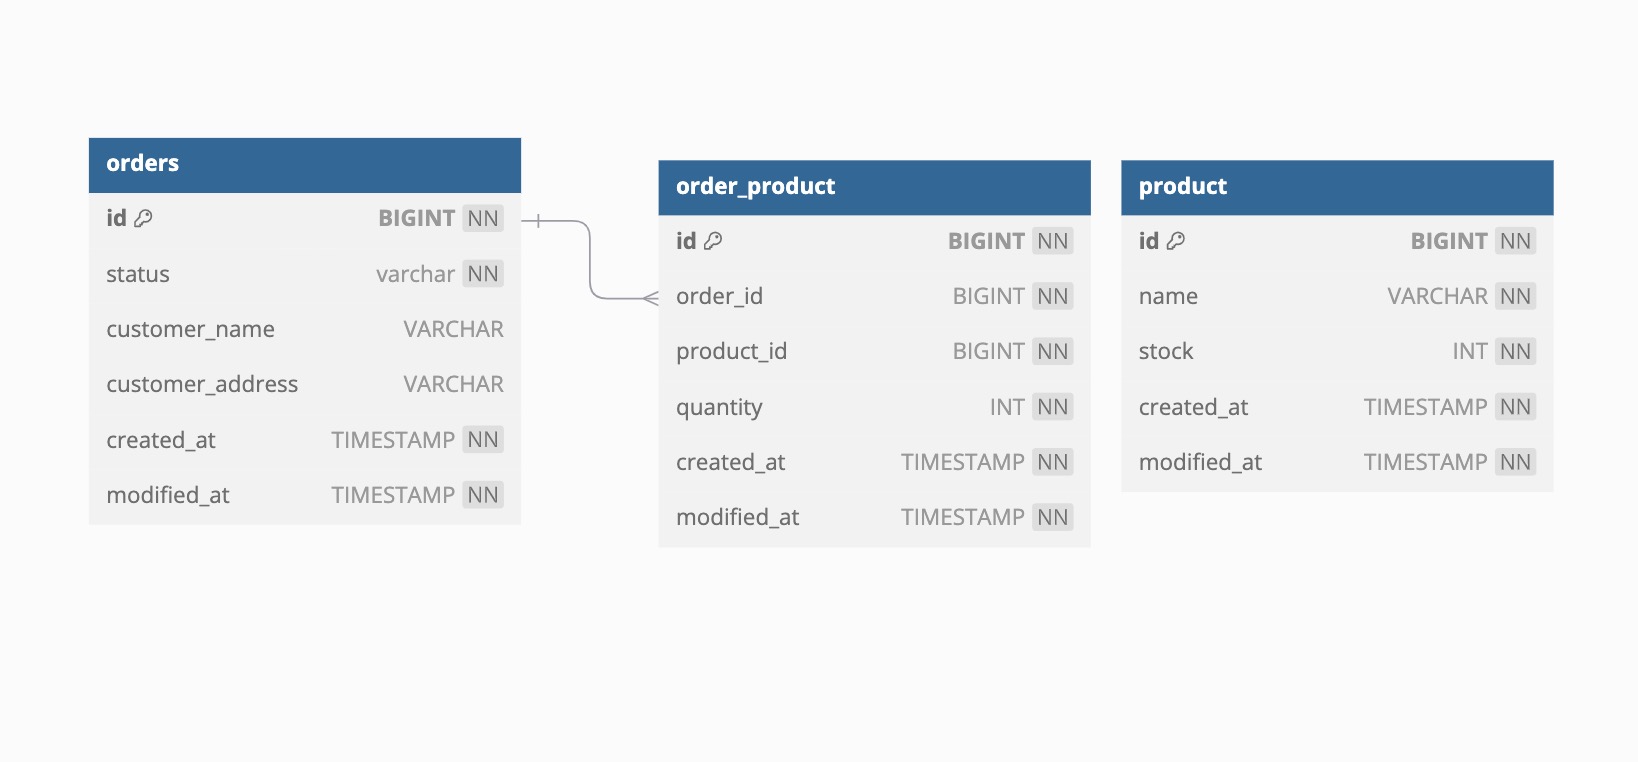 orders
id BIGINT NN
status varchar NN
customer_name VARCHAR
customer_address VARCHAR
created_at TIMESTAMP NN
modified_at TIMESTAMP NN
order_product
id BIGINT NN
order_id BIGINT NN
product_id BIGINT NN
quantity INT NN
created_at TIMESTAMP NN
modified_at TIMESTAMP NN
product
id BIGINT NN
name VARCHAR NN
stock INT NN
created_at TIMESTAMP NN
modified_at TIMESTAMP NN